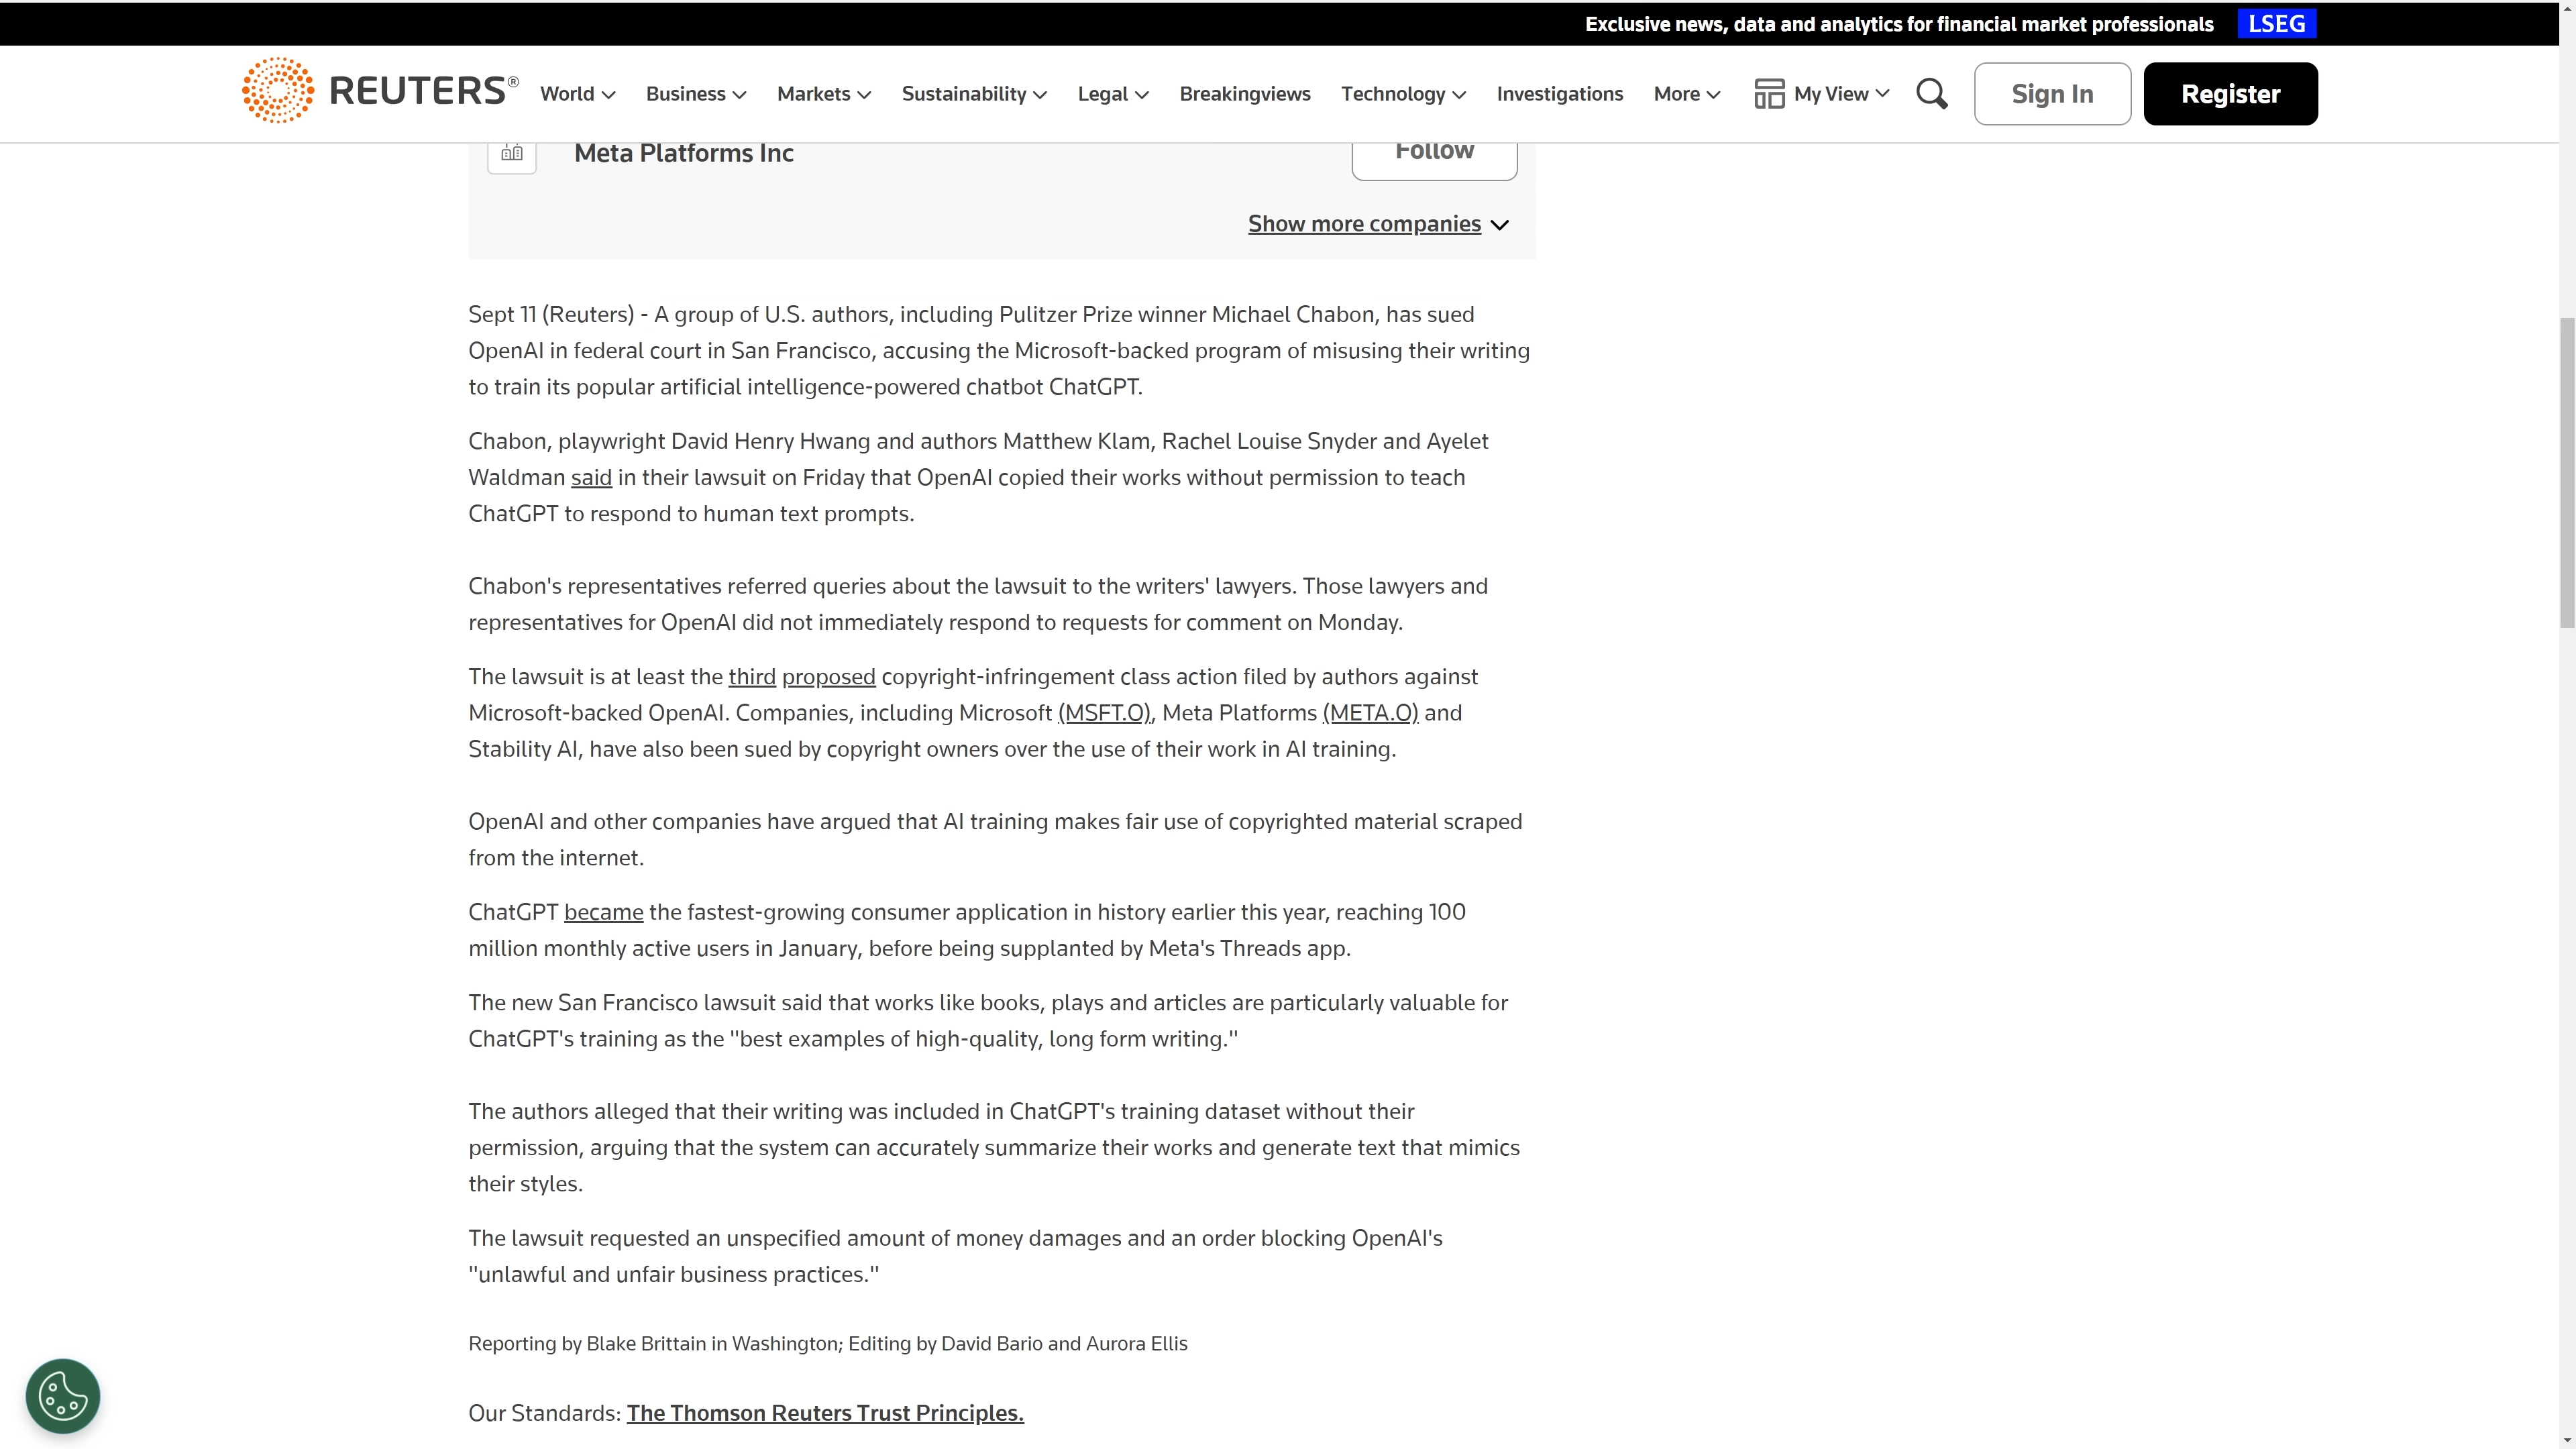 Exclusive news, data and analytics for financial market professionals LSEG
REUTERS® World Business Markets Sustainability Legal Breakingviews Technology Investigations More My View Sign In Register
Meta Platforms Inc Follow
Show more companies
Sept 11 (Reuters) - A group of U.S. authors, including Pulitzer Prize winner Michael Chabon, has sued
OpenAI in federal court in San Francisco, accusing the Microsoft-backed program of misusing their writing
to train its popular artificial intelligence-powered chatbot ChatGPT.
Chabon, playwright David Henry Hwang and authors Matthew Klam, Rachel Louise Snyder and Ayelet
Waldman said in their lawsuit on Friday that OpenAI copied their works without permission to teach
ChatGPT to respond to human text prompts.
Chabon's representatives referred queries about the lawsuit to the writers' lawyers. Those lawyers and
representatives for OpenAI did not immediately respond to requests for comment on Monday.
The lawsuit is at least the third proposed copyright-infringement class action filed by authors against
Microsoft-backed OpenAI. Companies, including Microsoft (MSFT.O), Meta Platforms (META.O) and
Stability AI, have also been sued by copyright owners over the use of their work in AI training.
OpenAI and other companies have argued that AI training makes fair use of copyrighted material scraped
from the internet.
ChatGPT became the fastest-growing consumer application in history earlier this year, reaching 100
million monthly active users in January, before being supplanted by Meta's Threads app.
The new San Francisco lawsuit said that works like books, plays and articles are particularly valuable for
ChatGPT's training as the "best examples of high-quality, long form writing."
The authors alleged that their writing was included in ChatGPT's training dataset without their
permission, arguing that the system can accurately summarize their works and generate text that mimics
their styles.
The lawsuit requested an unspecified amount of money damages and an order blocking OpenAI's
"unlawful and unfair business practices."
Reporting by Blake Brittain in Washington; Editing by David Bario and Aurora Ellis
Our Standards: The Thomson Reuters Trust Principles.